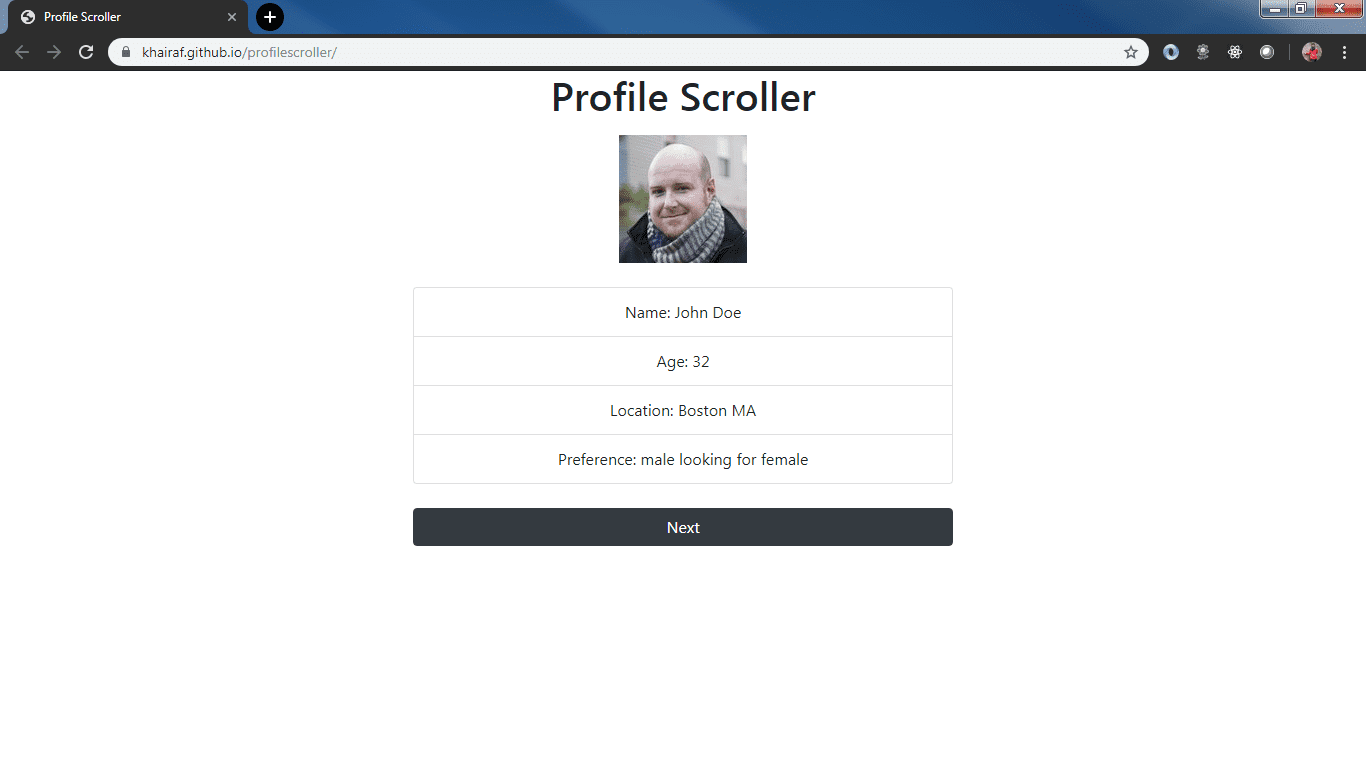 Profile Scroller
khairaf.github.io/profilescroller/
Profile Scroller
Name: John Doe
Age: 32
Location: Boston MA
Preference: male looking for female
Next